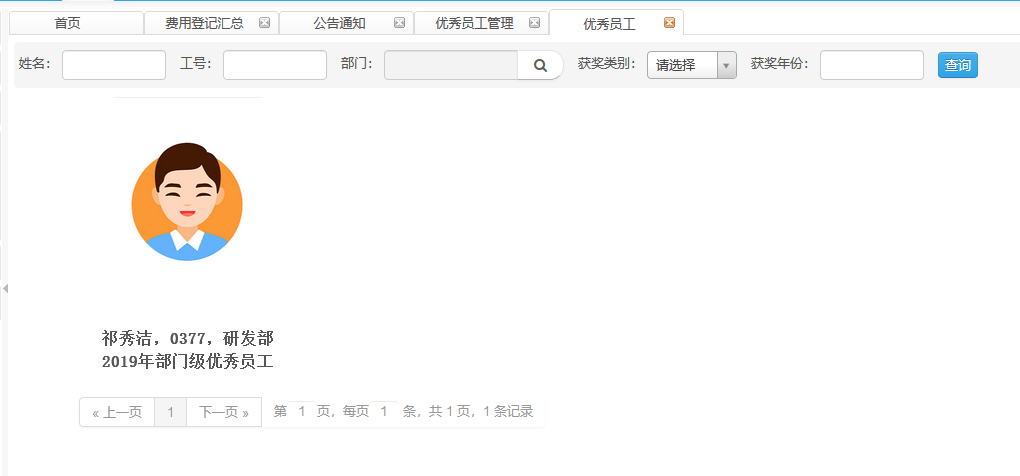 首页 费用登记汇总 公告通知 优秀员工管理 优秀员工
姓名: 工号: 部门: 获奖类别: 请选择 获奖年份: 查询
祁秀洁，0377，研发部
2019年部门级优秀员工
« 上一页 1 下一页 » 第 1 页，每页 1 条，共 1 页，1 条记录